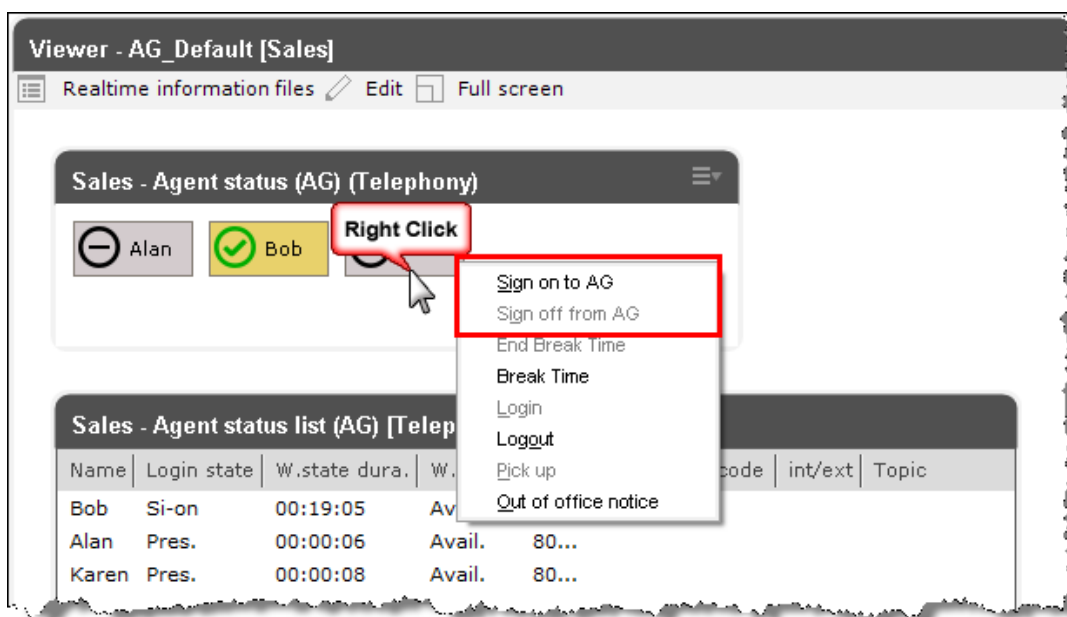 Viewer - AG_Default [Sales]
Realtime information files Edit Full screen
Sales - Agent status (AG) (Telephony)
Alan Bob
Right Click
Sign on to AG
Sign off from AG
End Break Time
Break Time
Login
Logout
Pick up
Out of office notice
Sales - Agent status list (AG) [Telep
Name Login state W.state dura. W. code int/ext Topic
Bob Si-on 00:19:05 Av
Alan Pres. 00:00:06 Avail. 80...
Karen Pres. 00:00:08 Avail. 80...